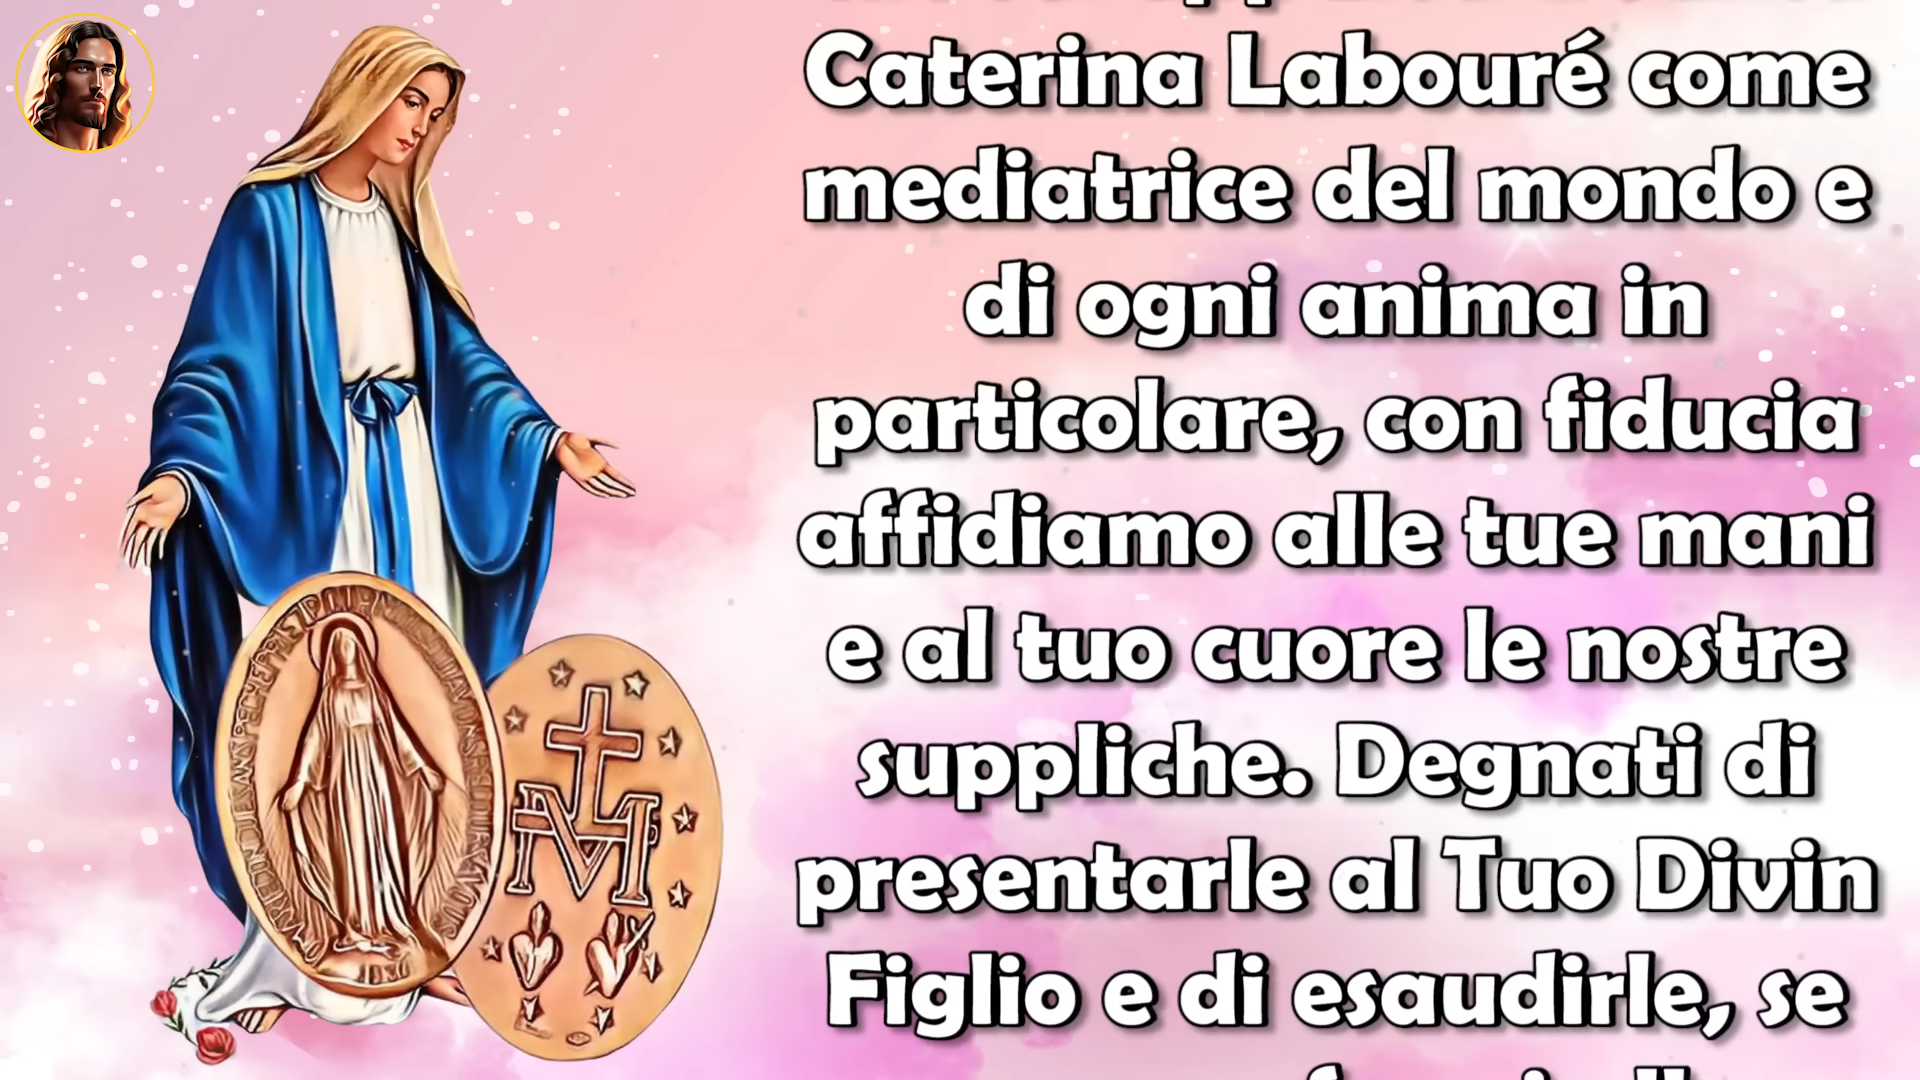 Caterina Labouré come
mediatrice del mondo e
di ogni anima in
particolare, con fiducia
affidiamo alle tue mani
e al tuo cuore le nostre
suppliche. Degnati di
presentarle al Tuo Divin
Figlio e di esaudirle, se